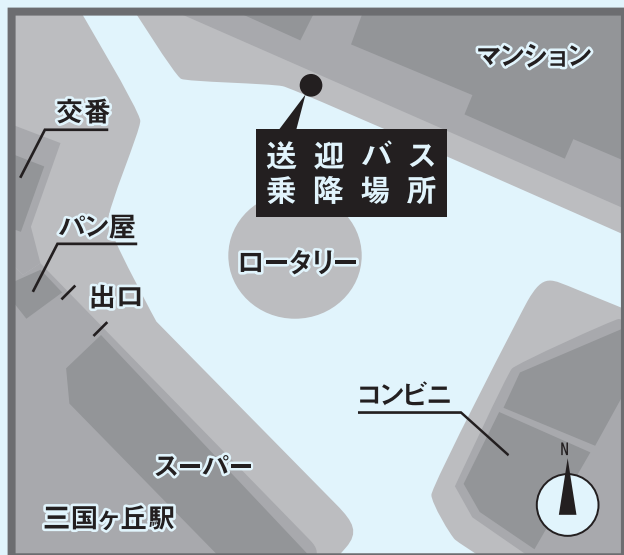 マンション
交番
送迎バス
乗降場所
パン屋
ロータリー
出口
コンビニ
スーパー
N
三国ヶ丘駅